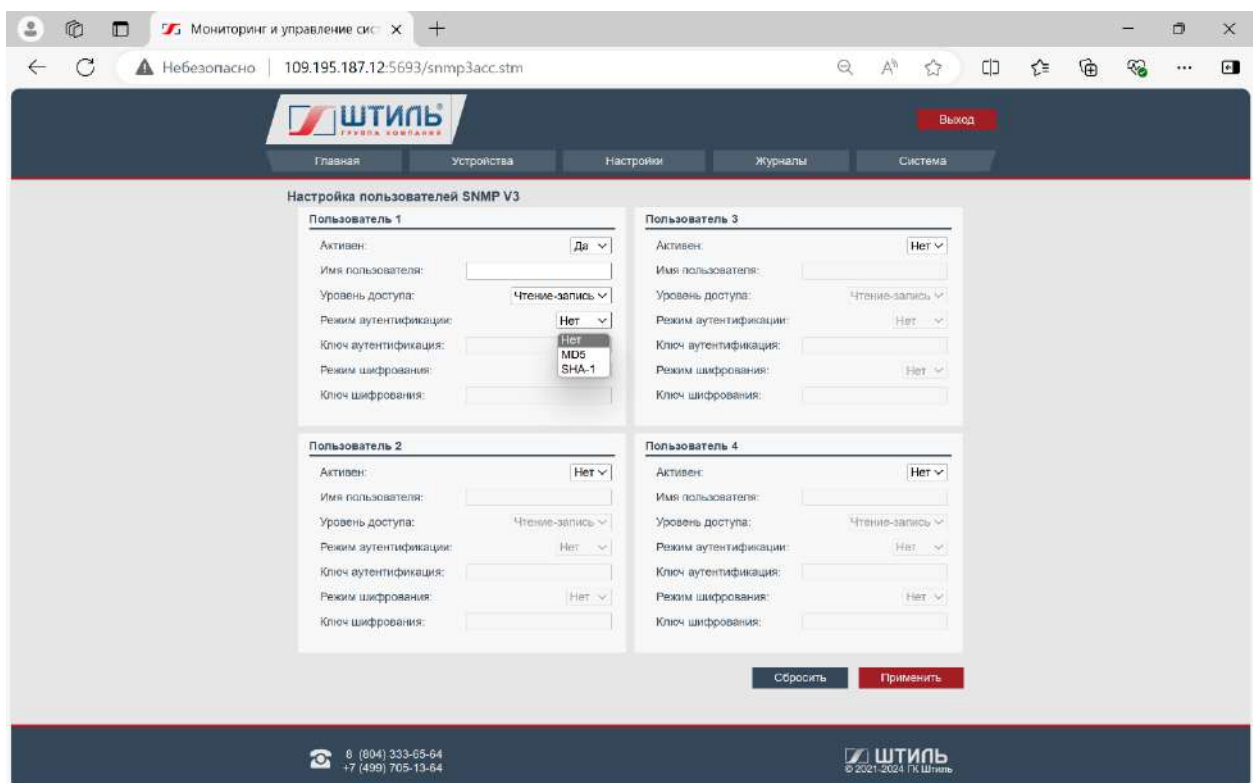 Мониторинг и управление сис
Небезопасно
109.195.187.12:5693/snmp3acc.stm
ШТИЛЬ
ГРУППА КОМПАНИЙ
Выход
Главная
Устройства
Настройки
Журналы
Система
Настройка пользователей SNMP V3
Пользователь 1
Активен: Да
Имя пользователя:
Уровень доступа: Чтение-запись
Режим аутентификации: Нет
Нет
MD5
SHA-1
Ключ аутентификация:
Режим шифрования:
Ключ шифрования:
Пользователь 3
Активен: Нет
Имя пользователя:
Уровень доступа: Чтение-запись
Режим аутентификации: Нет
Ключ аутентификация:
Режим шифрования: Нет
Ключ шифрования:
Пользователь 2
Активен: Нет
Имя пользователя:
Уровень доступа: Чтение-запись
Режим аутентификации: Нет
Ключ аутентификация:
Режим шифрования: Нет
Ключ шифрования:
Пользователь 4
Активен: Нет
Имя пользователя:
Уровень доступа: Чтение-запись
Режим аутентификации: Нет
Ключ аутентификация:
Режим шифрования: Нет
Ключ шифрования:
Сбросить
Применить
8 (804) 333-65-64
+7 (499) 705-13-64
ШТИЛЬ
© 2021-2024 ГК Штиль